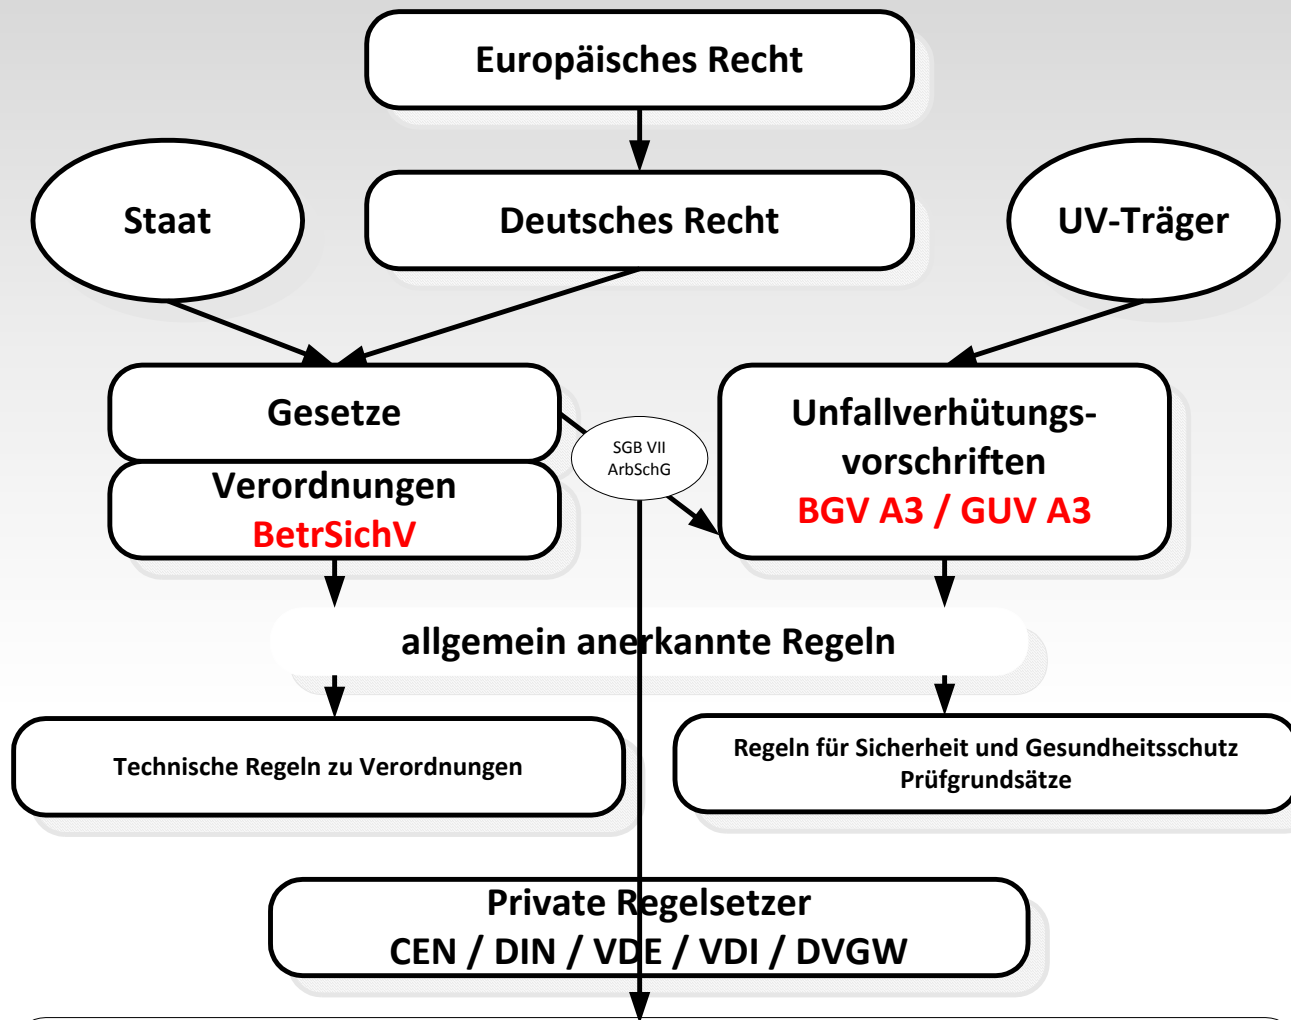 Europäisches Recht
Staat
Deutsches Recht
UV-Träger
Gesetze
Verordnungen
BetrSichV
SGB VII
ArbSchG
Unfallverhütungs-
vorschriften
BGV A3 / GUV A3
allgemein anerkannte Regeln
Technische Regeln zu Verordnungen
Regeln für Sicherheit und Gesundheitsschutz
Prüfgrundsätze
Private Regelsetzer
CEN / DIN / VDE / VDI / DVGW